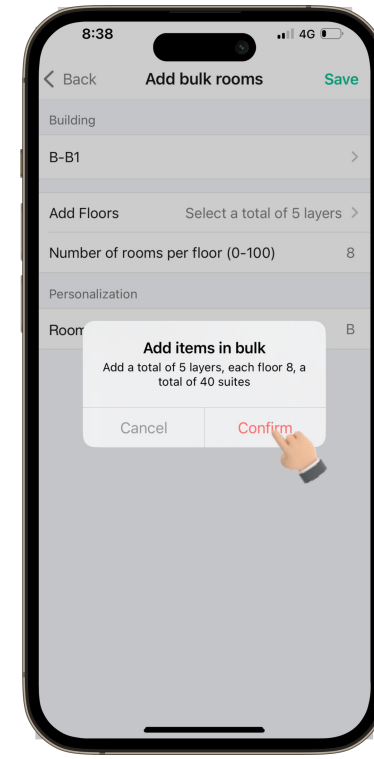 8:38 4G
Back Add bulk rooms Save
Building
B-B1
Add Floors Select a total of 5 layers
Number of rooms per floor (0-100) 8
Personalization
Room B
Add items in bulk
Add a total of 5 layers, each floor 8, a
total of 40 suites
Cancel Confirm